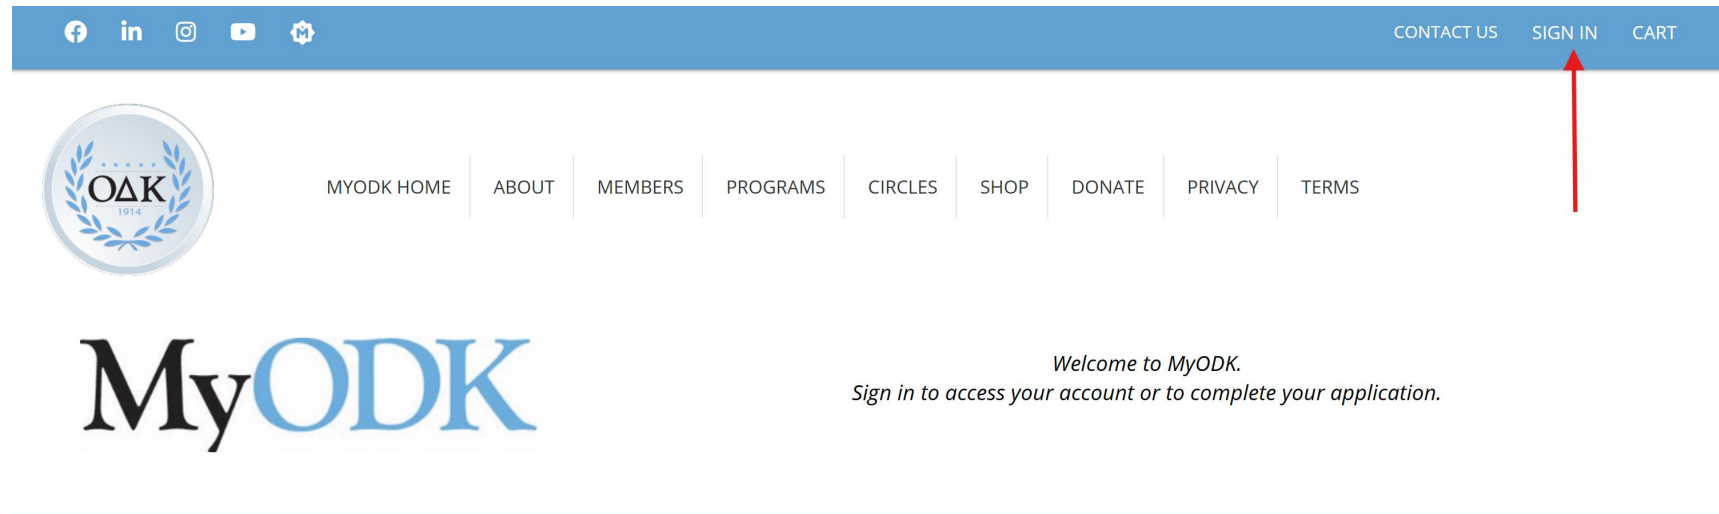 CONTACT US SIGN IN CART
ΟΔΚ
1914
MYODK HOME ABOUT MEMBERS PROGRAMS CIRCLES SHOP DONATE PRIVACY TERMS
MyODK
Welcome to MyODK.
Sign in to access your account or to complete your application.